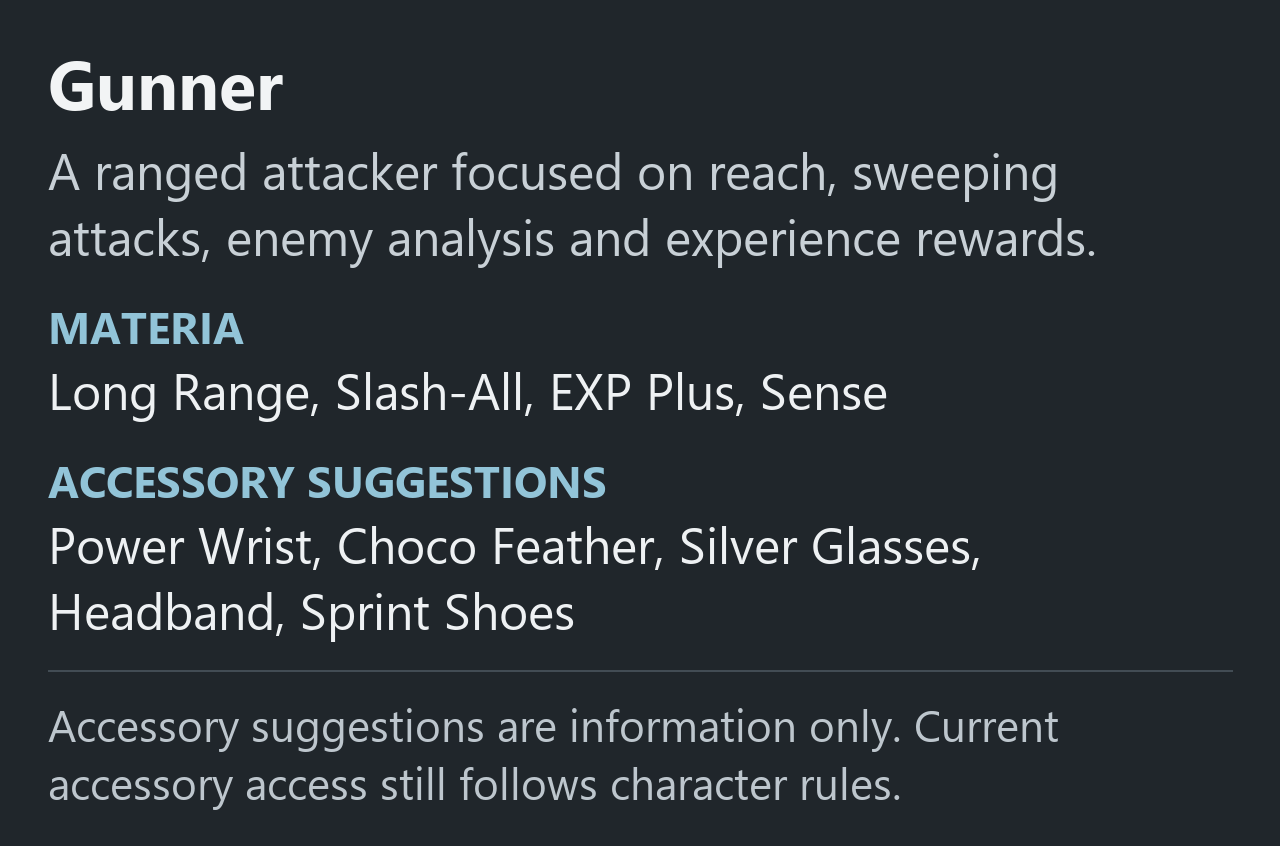 Gunner
A ranged attacker focused on reach, sweeping
attacks, enemy analysis and experience rewards.
MATERIA
Long Range, Slash-All, EXP Plus, Sense
ACCESSORY SUGGESTIONS
Power Wrist, Choco Feather, Silver Glasses,
Headband, Sprint Shoes
Accessory suggestions are information only. Current
accessory access still follows character rules.